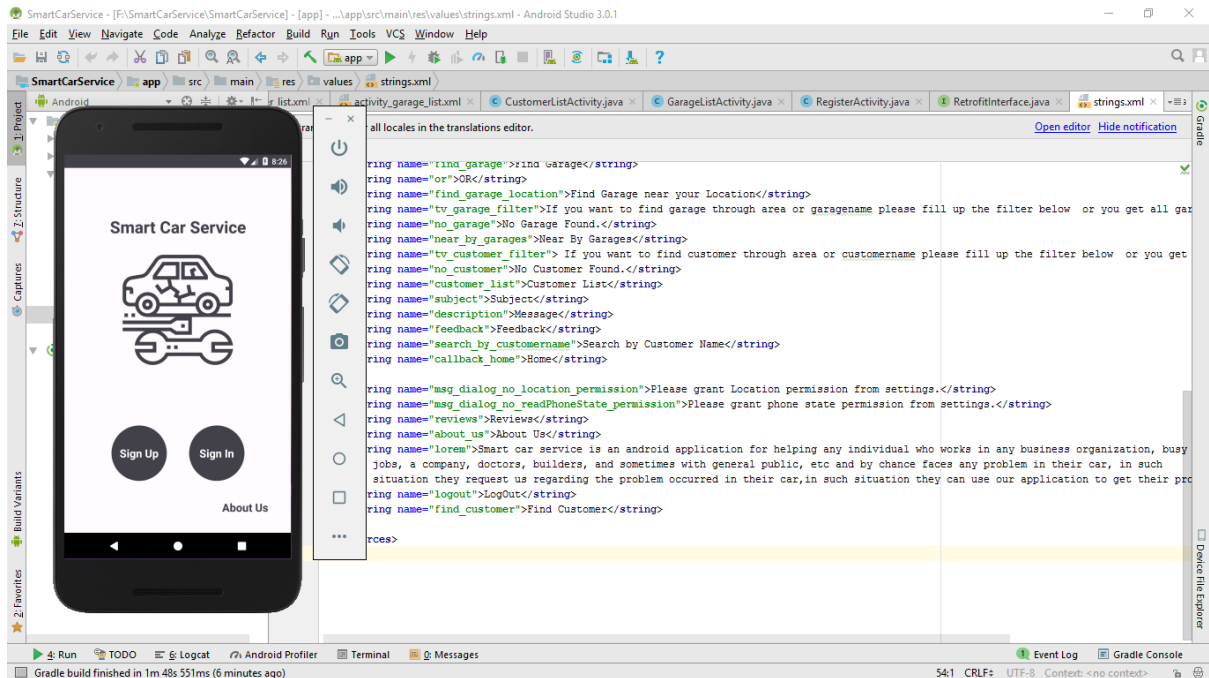 SmartCarService - [F:\SmartCarService\SmartCarService] - [app] - ...\app\src\main\res\values\strings.xml - Android Studio 3.0.1
File Edit View Navigate Code Analyze Refactor Build Run Tools VCS Window Help
app
SmartCarService app src main res values strings.xml
Android
r list.xml activity_garage_list.xml CustomerListActivity.java GarageListActivity.java RegisterActivity.java RetrofitInterface.java strings.xml
all locales in the translations editor. Open editor Hide notification
1: Project
Z: Structure
Captures
Build Variants
2: Favorites
Gradle
Device File Explorer
8:26
Smart Car Service
Sign Up Sign In
About Us
ring name="find_garage">Find Garage</string>
ring name="or">OR</string>
ring name="find_garage_location">Find Garage near your Location</string>
ring name="tv_garage_filter">If you want to find garage through area or garagename please fill up the filter below or you get all gar
ring name="no_garage">No Garage Found.</string>
ring name="near_by_garages">Near By Garages</string>
ring name="tv_customer_filter"> If you want to find customer through area or customername please fill up the filter below or you get
ring name="no_customer">No Customer Found.</string>
ring name="customer_list">Customer List</string>
ring name="subject">Subject</string>
ring name="description">Message</string>
ring name="feedback">Feedback</string>
ring name="search_by_customername">Search by Customer Name</string>
ring name="callback_home">Home</string>
ring name="msg_dialog_no_location_permission">Please grant Location permission from settings.</string>
ring name="msg_dialog_no_readPhoneState_permission">Please grant phone state permission from settings.</string>
ring name="reviews">Reviews</string>
ring name="about_us">About Us</string>
ring name="lorem">Smart car service is an android application for helping any individual who works in any business organization, busy
jobs, a company, doctors, builders, and sometimes with general public, etc and by chance faces any problem in their car, in such
situation they request us regarding the problem occurred in their car,in such situation they can use our application to get their pro
ring name="logout">LogOut</string>
ring name="find_customer">Find Customer</string>
rces>
4: Run TODO 6: Logcat Android Profiler Terminal 0: Messages 1 Event Log Gradle Console
Gradle build finished in 1m 48s 551ms (6 minutes ago) 54:1 CRLF UTF-8 Context: <no context>